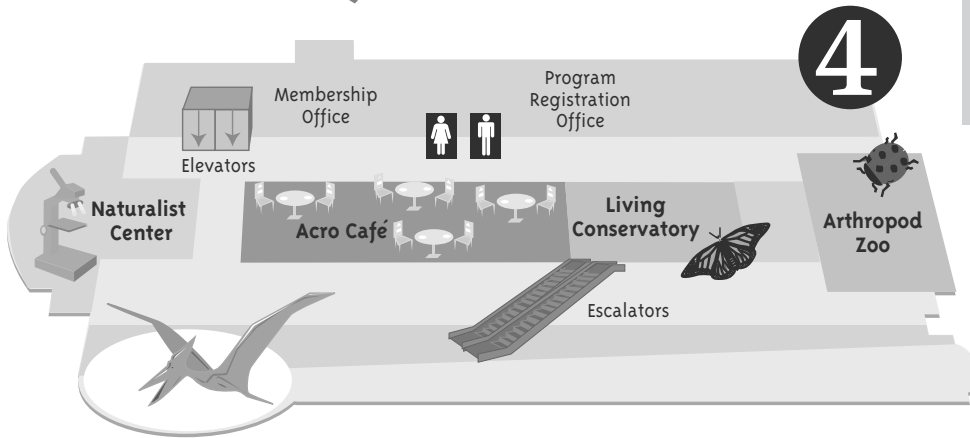 4
Membership
Office
Program
Registration
Office
Elevators
Naturalist
Center
Acro Café
Living
Conservatory
Arthropod
Zoo
Escalators